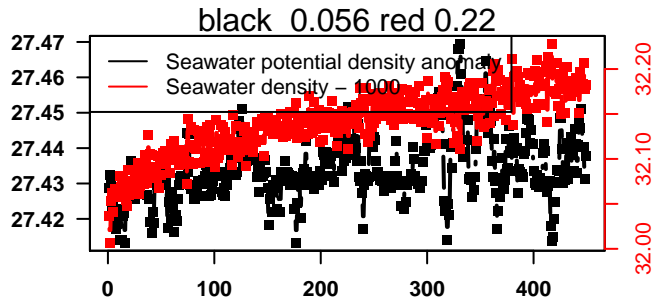 black  0.056 red 0.22
27.47
27.46
27.45
27.44
27.43
27.42
Seawater potential density anomaly
Seawater density – 1000
32.20
32.10
32.00
0 100 200 300 400